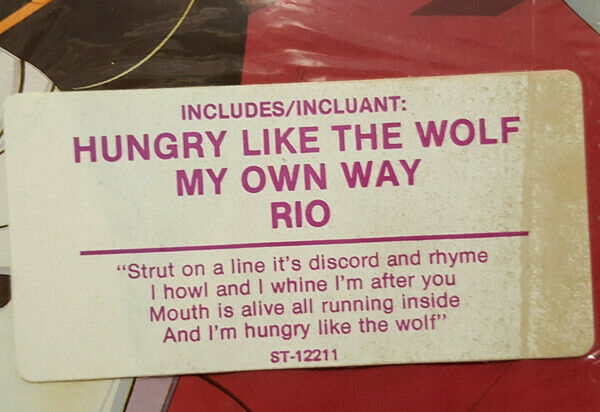 INCLUDES/INCLUANT:
HUNGRY LIKE THE WOLF
MY OWN WAY
RIO
“Strut on a line it's discord and rhyme
I howl and I whine I'm after you
Mouth is alive all running inside
And I'm hungry like the wolf”
ST-12211